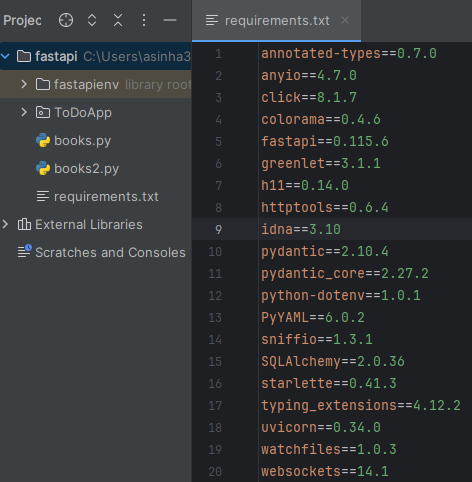 Projec
fastapi C:\Users\asinha3
fastapienv library root
ToDoApp
books.py
books2.py
requirements.txt
External Libraries
Scratches and Consoles
requirements.txt
1 annotated-types==0.7.0
2 anyio==4.7.0
3 click==8.1.7
4 colorama==0.4.6
5 fastapi==0.115.6
6 greenlet==3.1.1
7 h11==0.14.0
8 httptools==0.6.4
9 idna==3.10
10 pydantic==2.10.4
11 pydantic_core==2.27.2
12 python-dotenv==1.0.1
13 PyYAML==6.0.2
14 sniffio==1.3.1
15 SQLAlchemy==2.0.36
16 starlette==0.41.3
17 typing_extensions==4.12.2
18 uvicorn==0.34.0
19 watchfiles==1.0.3
20 websockets==14.1